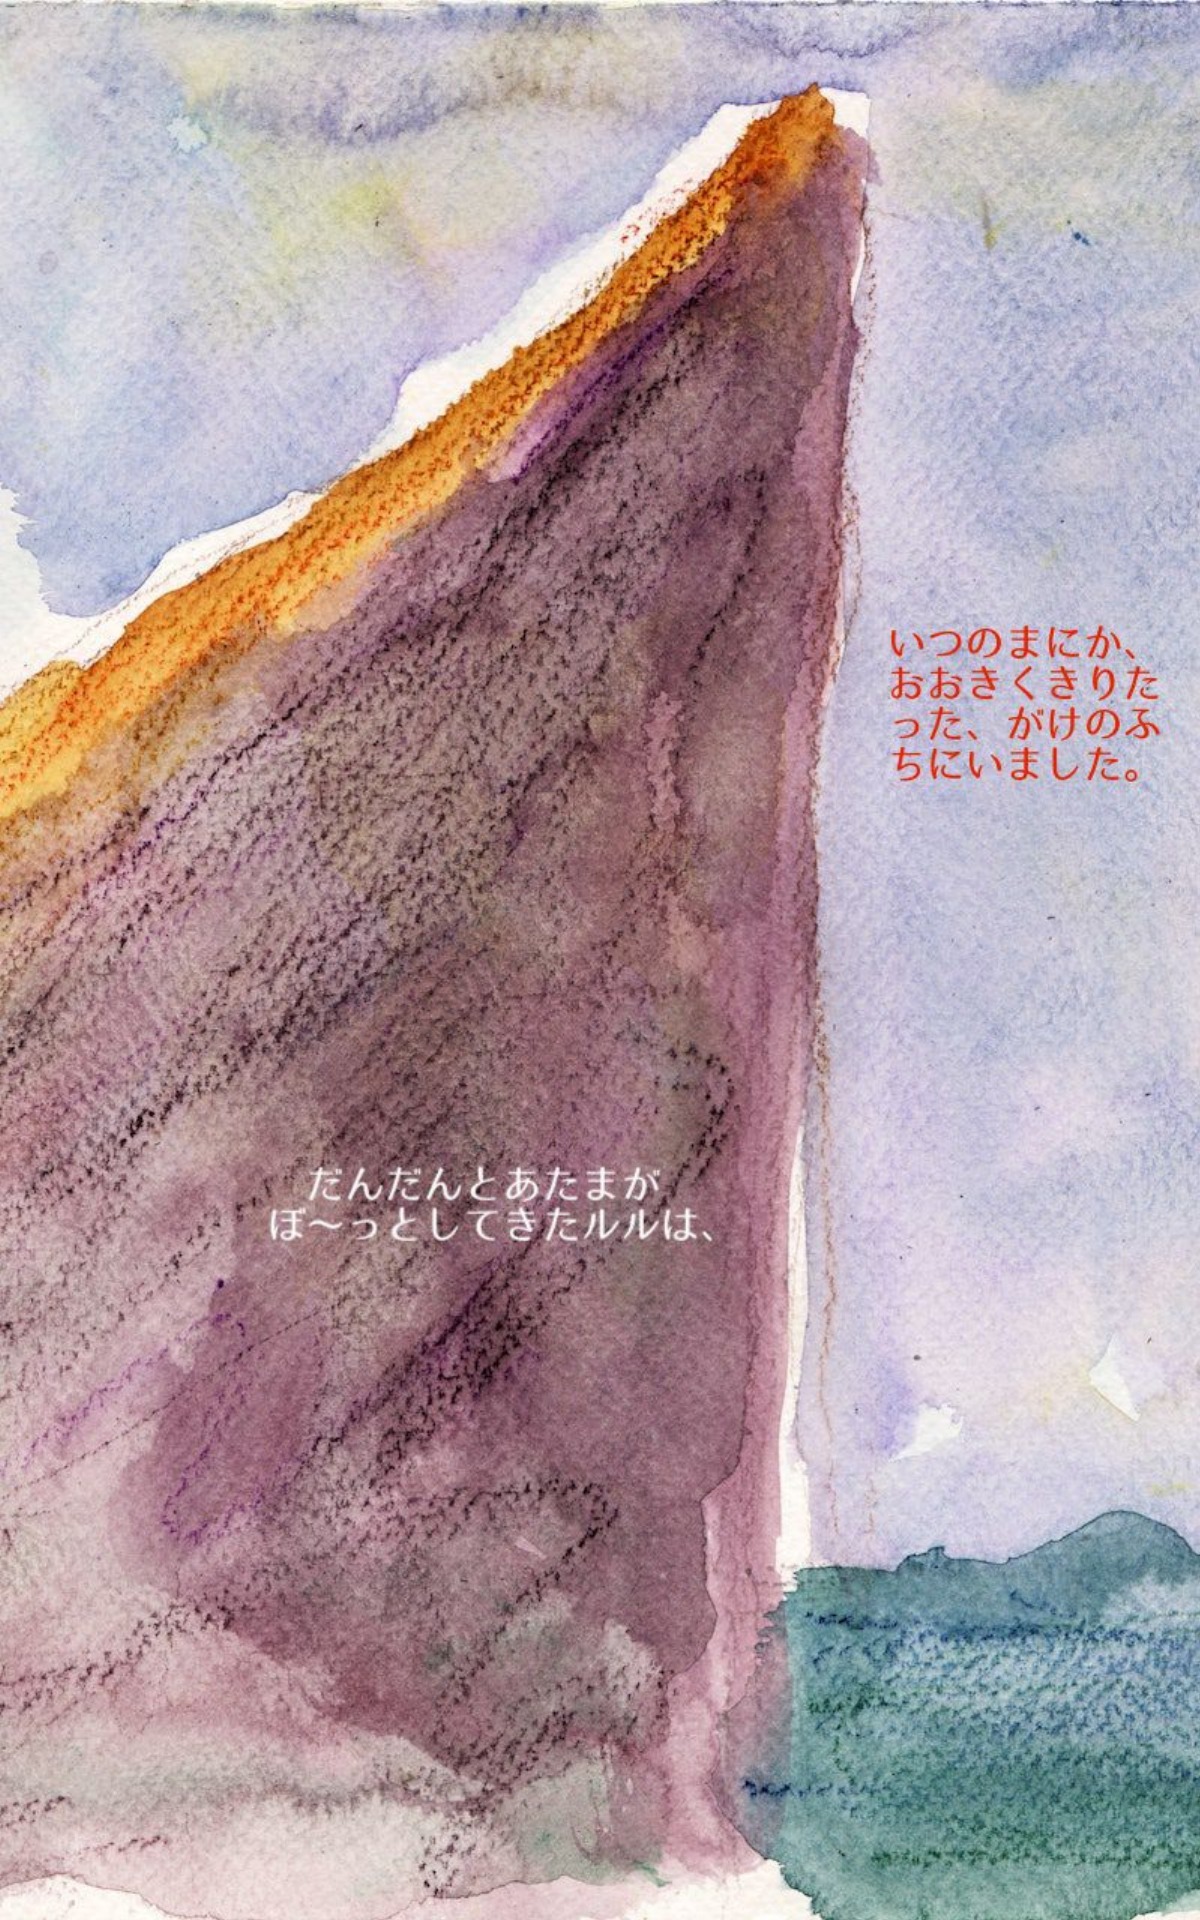 だんだんとあたまが
ぼ〜っとしてきたルルは、
いつのまにか、
おおきくきりた
った、がけのふ
ちにいました。